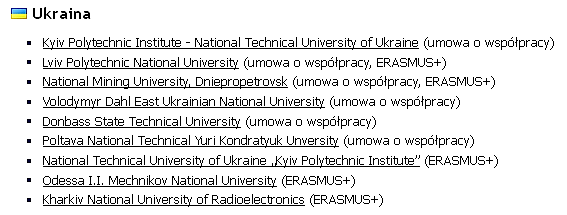 Ukraina
Kyiv Polytechnic Institute - National Technical University of Ukraine (umowa o współpracy)
Lviv Polytechnic National University (umowa o współpracy, ERASMUS+)
National Mining University, Dniepropetrovsk (umowa o współpracy, ERASMUS+)
Volodymyr Dahl East Ukrainian National University (umowa o współpracy)
Donbass State Technical University (umowa o współpracy)
Poltava National Technical Yuri Kondratyuk Unversity (umowa o współpracy)
National Technical University of Ukraine „Kyiv Polytechnic Institute” (ERASMUS+)
Odessa I.I. Mechnikov National University (ERASMUS+)
Kharkiv National University of Radioelectronics (ERASMUS+)